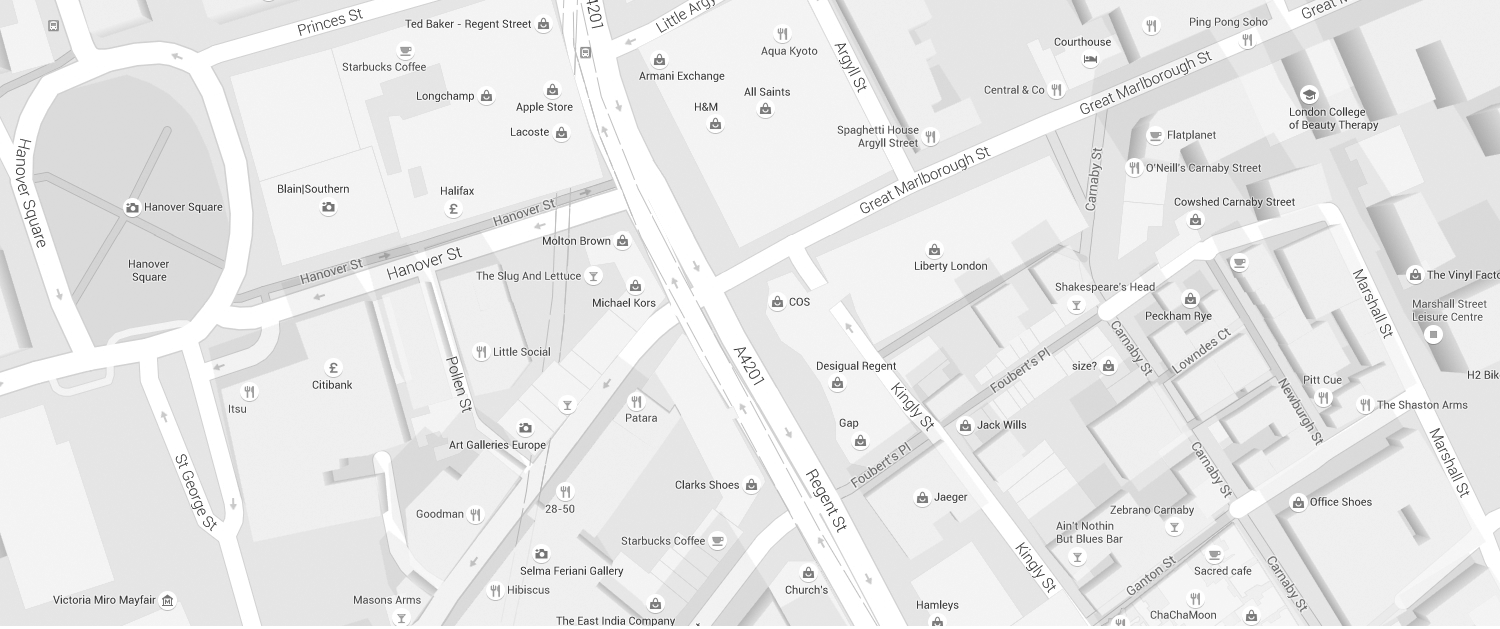 Princes St
Ted Baker - Regent Street
A4201
Little Argy
Ping Pong Soho
Great Mar
Starbucks Coffee
Aqua Kyoto
Argyll St
Courthouse
Armani Exchange
Longchamp
Apple Store
H&M
All Saints
Central & Co
Great Marlborough St
London College
of Beauty Therapy
Lacoste
Spaghetti House
Argyll Street
Flatplanet
Hanover Square
Blain|Southern
Halifax
£
Great Marlborough St
Carnaby St
O'Neill's Carnaby Street
Hanover Square
Hanover St
Cowshed Carnaby Street
Molton Brown
Hanover
Square
Hanover St
Hanover St
The Slug And Lettuce
Liberty London
Michael Kors
COS
Shakespeare's Head
Peckham Rye
Marshall St
The Vinyl Facto
Marshall Street
Leisure Centre
Little Social
A4201
Desigual Regent
Foubert's Pl
size?
Carnaby St
Lowndes Ct
£
Citibank
Pollen St
H2 Bik
Itsu
Patara
Kingly St
Pitt Cue
The Shaston Arms
Newburgh St
Gap
Jack Wills
Art Galleries Europe
Foubert's Pl
Marshall St
St George St
Clarks Shoes
Carnaby St
28-50
Regent St
Jaeger
Office Shoes
Goodman
Zebrano Carnaby
Ain't Nothin
But Blues Bar
Starbucks Coffee
Selma Feriani Gallery
Kingly St
Ganton St
Sacred cafe
Carnaby St
Hibiscus
Church's
Victoria Miro Mayfair
Masons Arms
Hamleys
ChaChaMoon
The East India Company